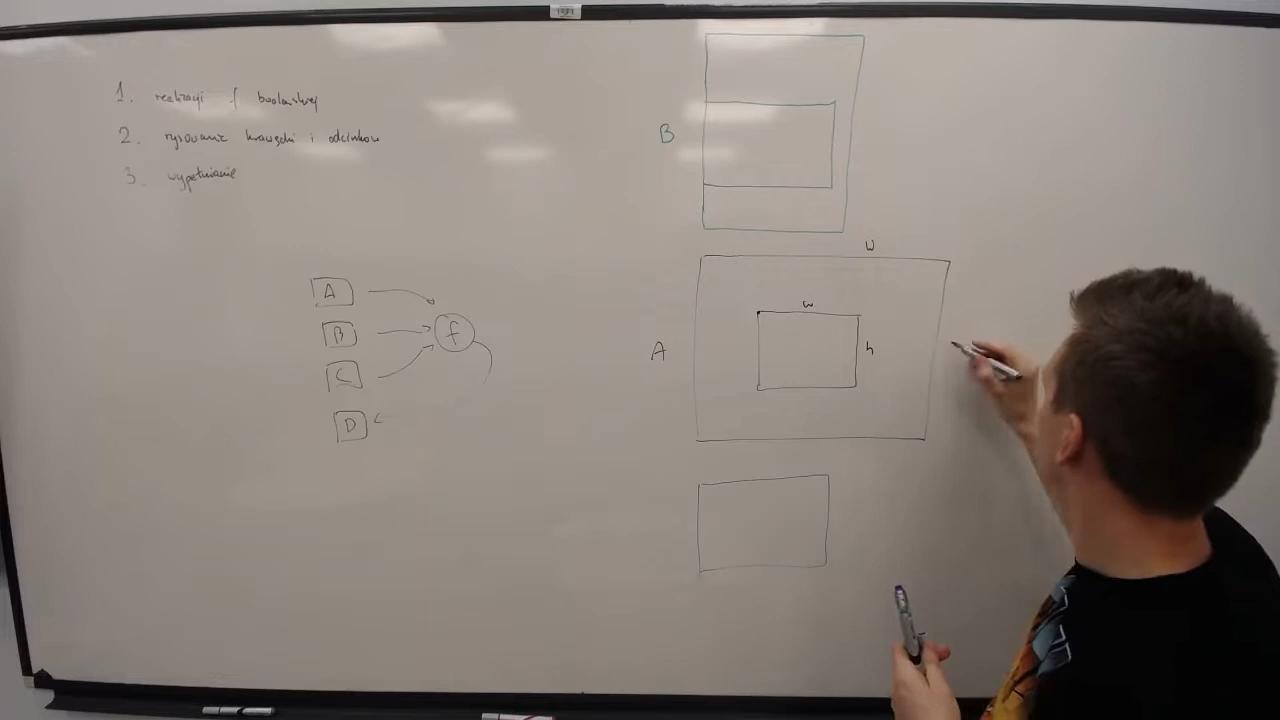 1. realizacji f boolowskiej
2. rysowanie krawędzi i odcinków
3. wypełnianie
B
W
A
w
h
A
B
C
D
f